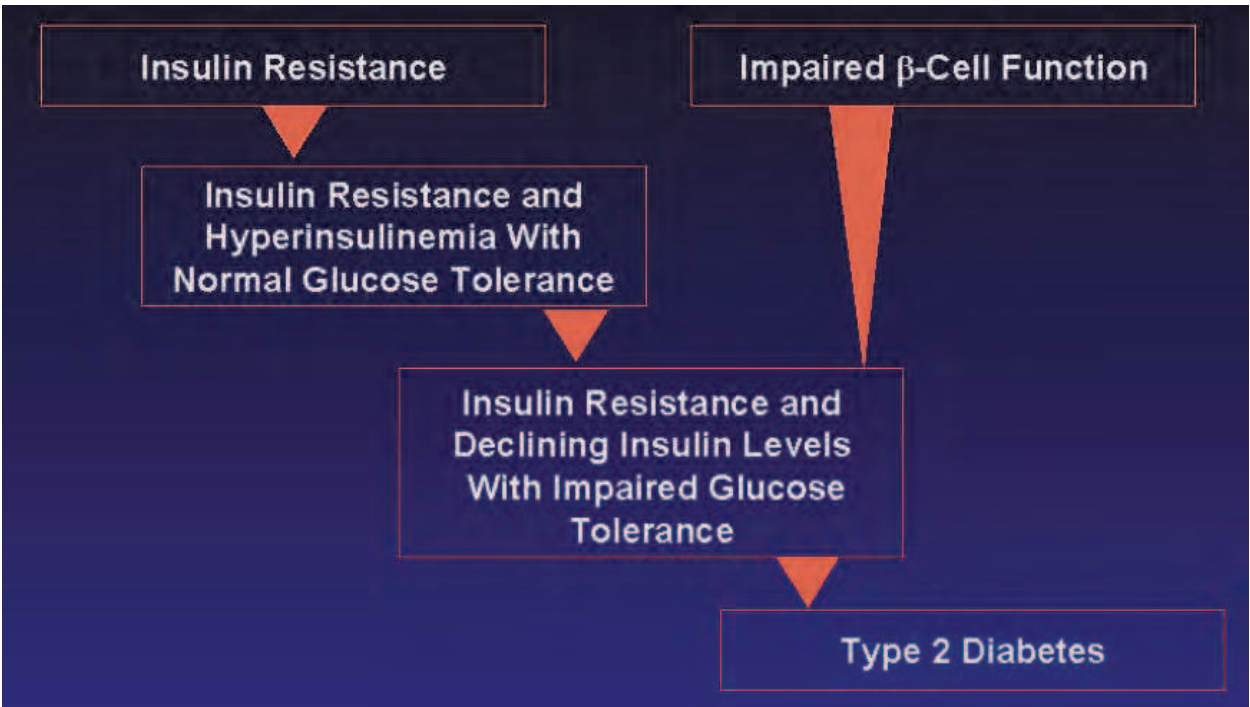 Insulin Resistance
Impaired β-Cell Function
Insulin Resistance and
Hyperinsulinemia With
Normal Glucose Tolerance
Insulin Resistance and
Declining Insulin Levels
With Impaired Glucose
Tolerance
Type 2 Diabetes